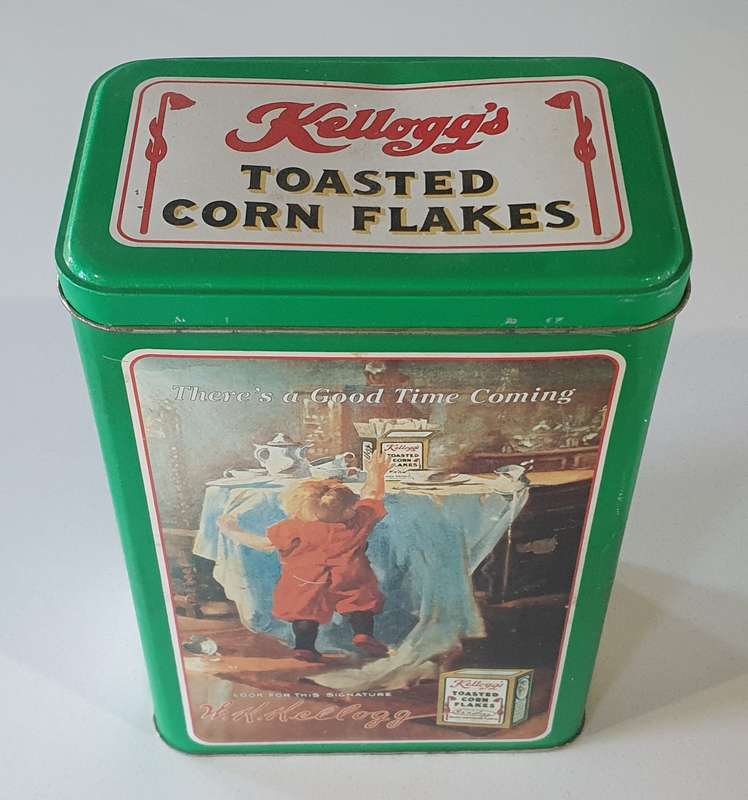 Kellogg's
TOASTED
CORN FLAKES
There's a Good Time Coming
Kellogg's
TOASTED
CORN
FLAKES
LOOK FOR THIS SIGNATURE
W.K.Kellogg
Kellogg's
TOASTED
CORN
FLAKES